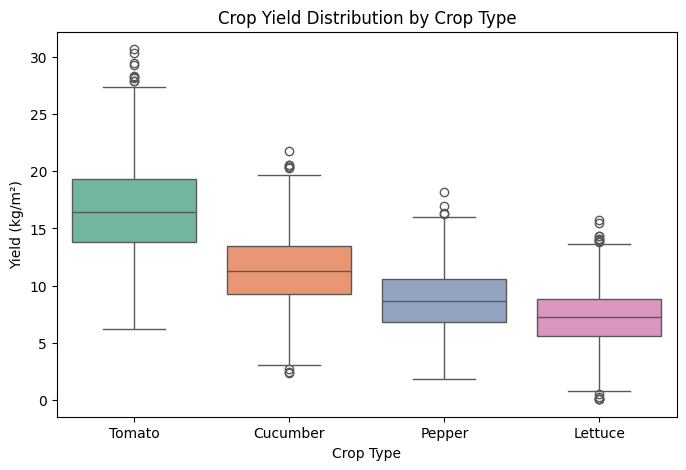 Crop Yield Distribution by Crop Type
Yield (kg/m²)
30
25
20
15
10
5
0
Tomato Cucumber Pepper Lettuce
Crop Type